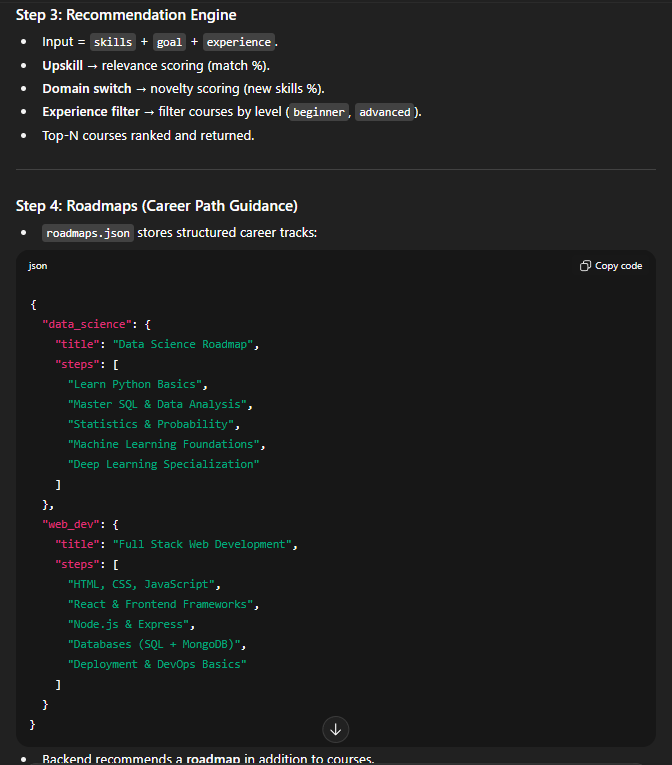 Step 3: Recommendation Engine
• Input = skills + goal + experience.
• Upskill → relevance scoring (match %).
• Domain switch → novelty scoring (new skills %).
• Experience filter → filter courses by level (beginner, advanced).
• Top-N courses ranked and returned.
Step 4: Roadmaps (Career Path Guidance)
• roadmaps.json stores structured career tracks:
json Copy code
{
"data_science": {
"title": "Data Science Roadmap",
"steps": [
"Learn Python Basics",
"Master SQL & Data Analysis",
"Statistics & Probability",
"Machine Learning Foundations",
"Deep Learning Specialization"
]
},
"web_dev": {
"title": "Full Stack Web Development",
"steps": [
"HTML, CSS, JavaScript",
"React & Frontend Frameworks",
"Node.js & Express",
"Databases (SQL + MongoDB)",
"Deployment & DevOps Basics"
]
}
}
• Backend recommends a roadmap in addition to courses.